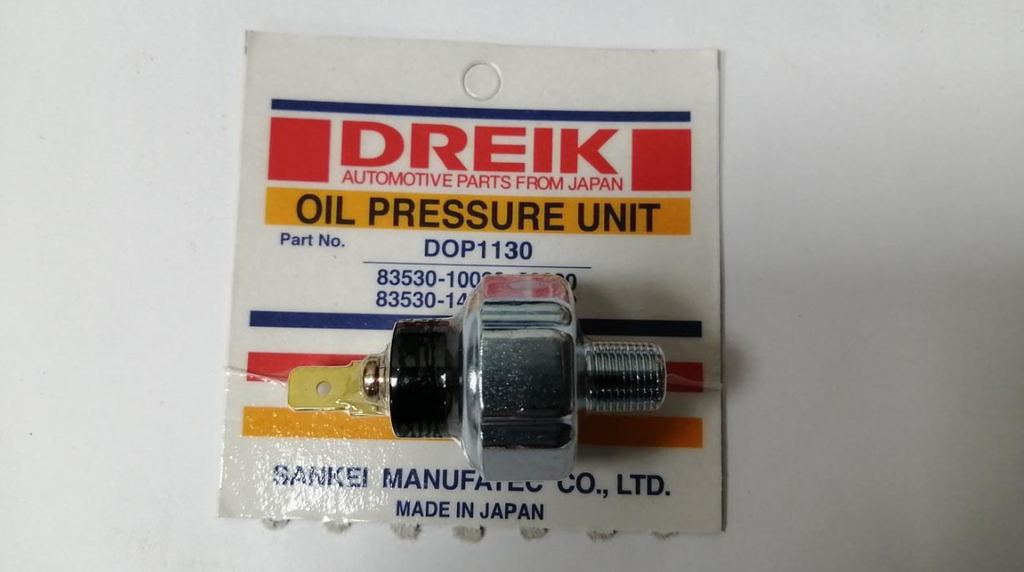 DREIK
AUTOMOTIVE PARTS FROM JAPAN
OIL PRESSURE UNIT
Part No. DOP1130
SANKEI MANUFATEC CO., LTD.
MADE IN JAPAN